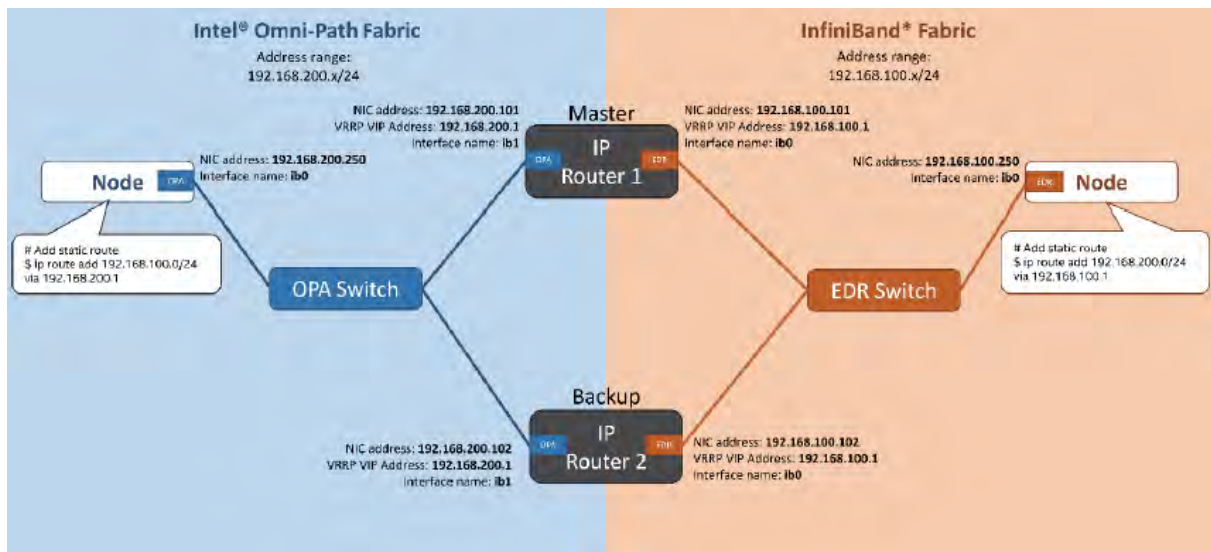 Intel® Omni-Path Fabric
Address range:
192.168.200.x/24
InfiniBand* Fabric
Address range:
192.168.100.x/24
NIC address: 192.168.200.101
VRRP VIP Address: 192.168.200.1
Interface name: ib1
Master
IP
Router 1
OPA
EDR
NIC address: 192.168.100.101
VRRP VIP Address: 192.168.100.1
Interface name: ib0
NIC address: 192.168.200.250
Interface name: ib0
Node
OPA
NIC address: 192.168.100.250
Interface name: ib0
EDR
Node
# Add static route
$ ip route add 192.168.100.0/24
via 192.168.200.1
# Add static route
$ ip route add 192.168.200.0/24
via 192.168.100.1
OPA Switch
EDR Switch
Backup
IP
Router 2
OPA
EDR
NIC address: 192.168.200.102
VRRP VIP Address: 192.168.200.1
Interface name: ib1
NIC address: 192.168.100.102
VRRP VIP Address: 192.168.100.1
Interface name: ib0